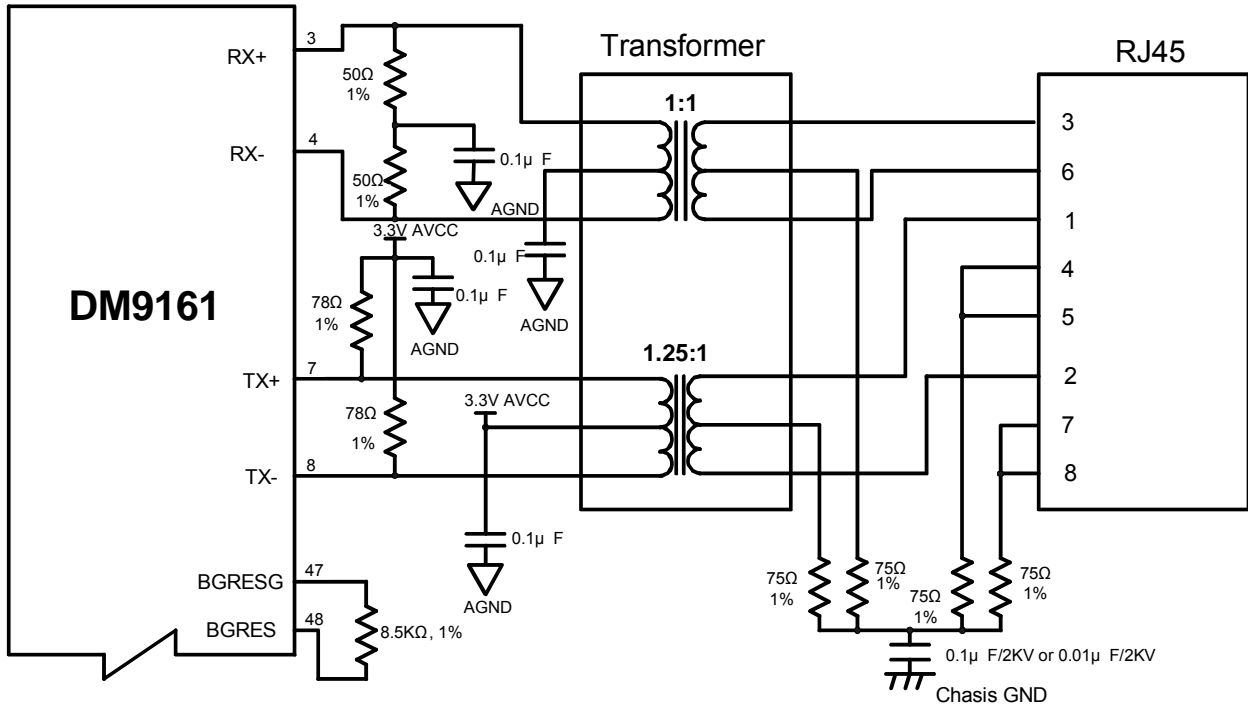 Transformer
RJ45
3
RX+
50Ω
1%
1:1
3
4
RX-
0.1µ F
6
50Ω
1%
AGND
1
3.3V AVCC
0.1µ F
4
DM9161
78Ω
1%
0.1µ F
AGND
AGND
5
1.25:1
7
TX+
2
3.3V AVCC
78Ω
1%
7
8
TX-
8
0.1µ F
47
BGRESG
AGND
75Ω
1%
75Ω
1%
75Ω
1%
75Ω
1%
48
BGRES
8.5KΩ, 1%
0.1µ F/2KV or 0.01µ F/2KV
Chasis GND